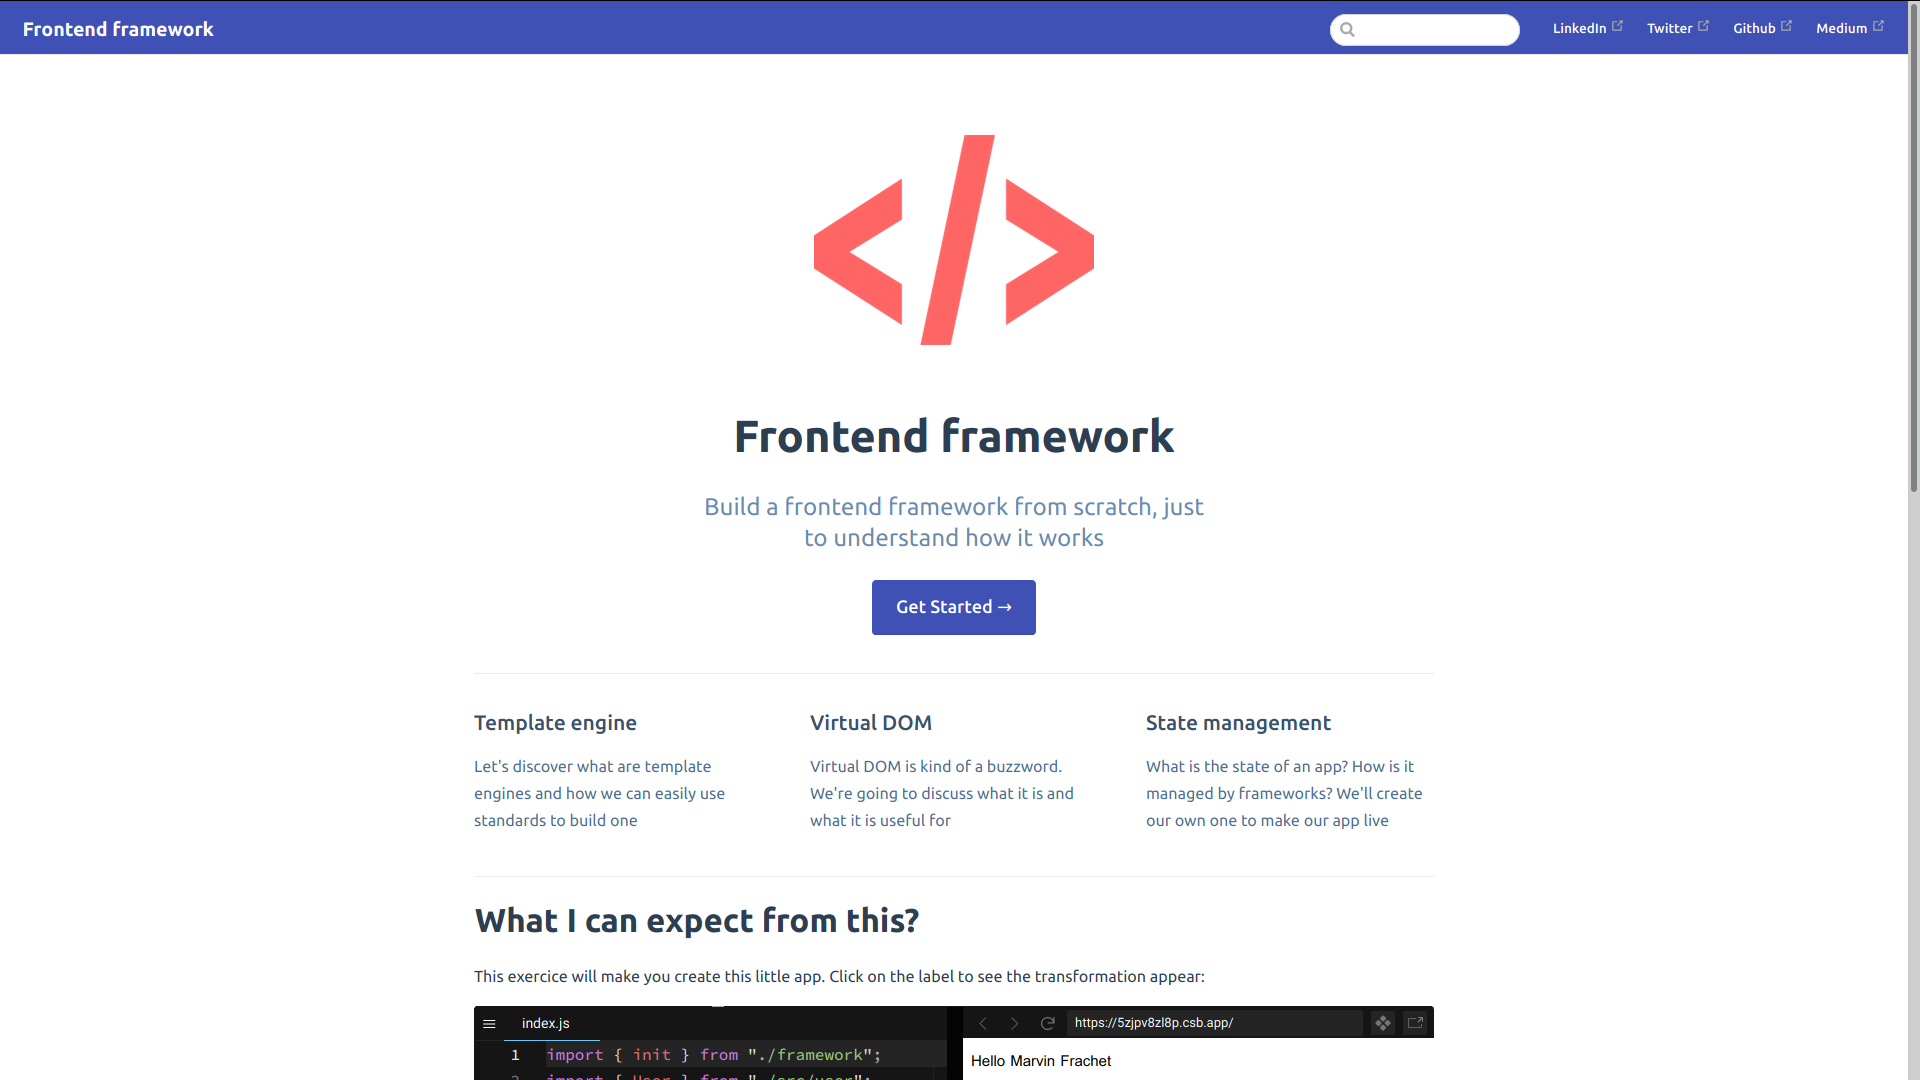 Frontend framework
LinkedIn
Twitter
Github
Medium
</>
Frontend framework
Build a frontend framework from scratch, just
to understand how it works
Get Started →
Template engine
Let's discover what are template
engines and how we can easily use
standards to build one
Virtual DOM
Virtual DOM is kind of a buzzword.
We're going to discuss what it is and
what it is useful for
State management
What is the state of an app? How is it
managed by frameworks? We'll create
our own one to make our app live
What I can expect from this?
This exercice will make you create this little app. Click on the label to see the transformation appear:
index.js
1 import { init } from "./framework";
2 import { User } from "./src/user";
https://5zjpv8zl8p.csb.app/
Hello Marvin Frachet